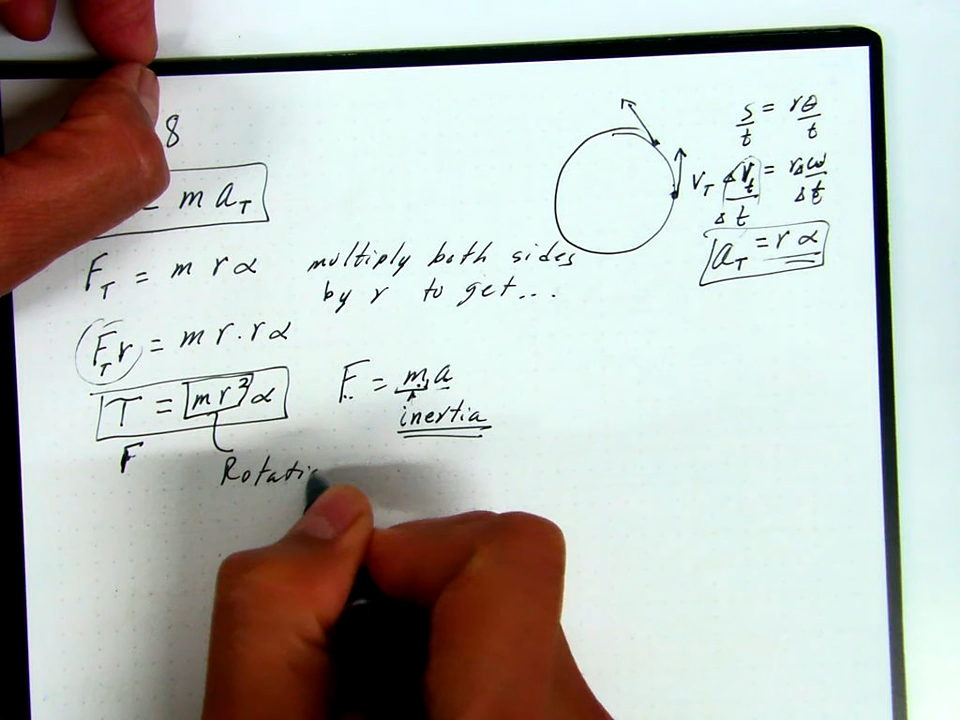 8
= m a_T
F_T = m r α multiply both sides
by r to get...
F_T r = m r · r α
τ = mr² α
F = m a
inertia
F
Rotati
s/t = rθ/t
V_T
Δv_t/Δt = rΔω/Δt
a_T = r α